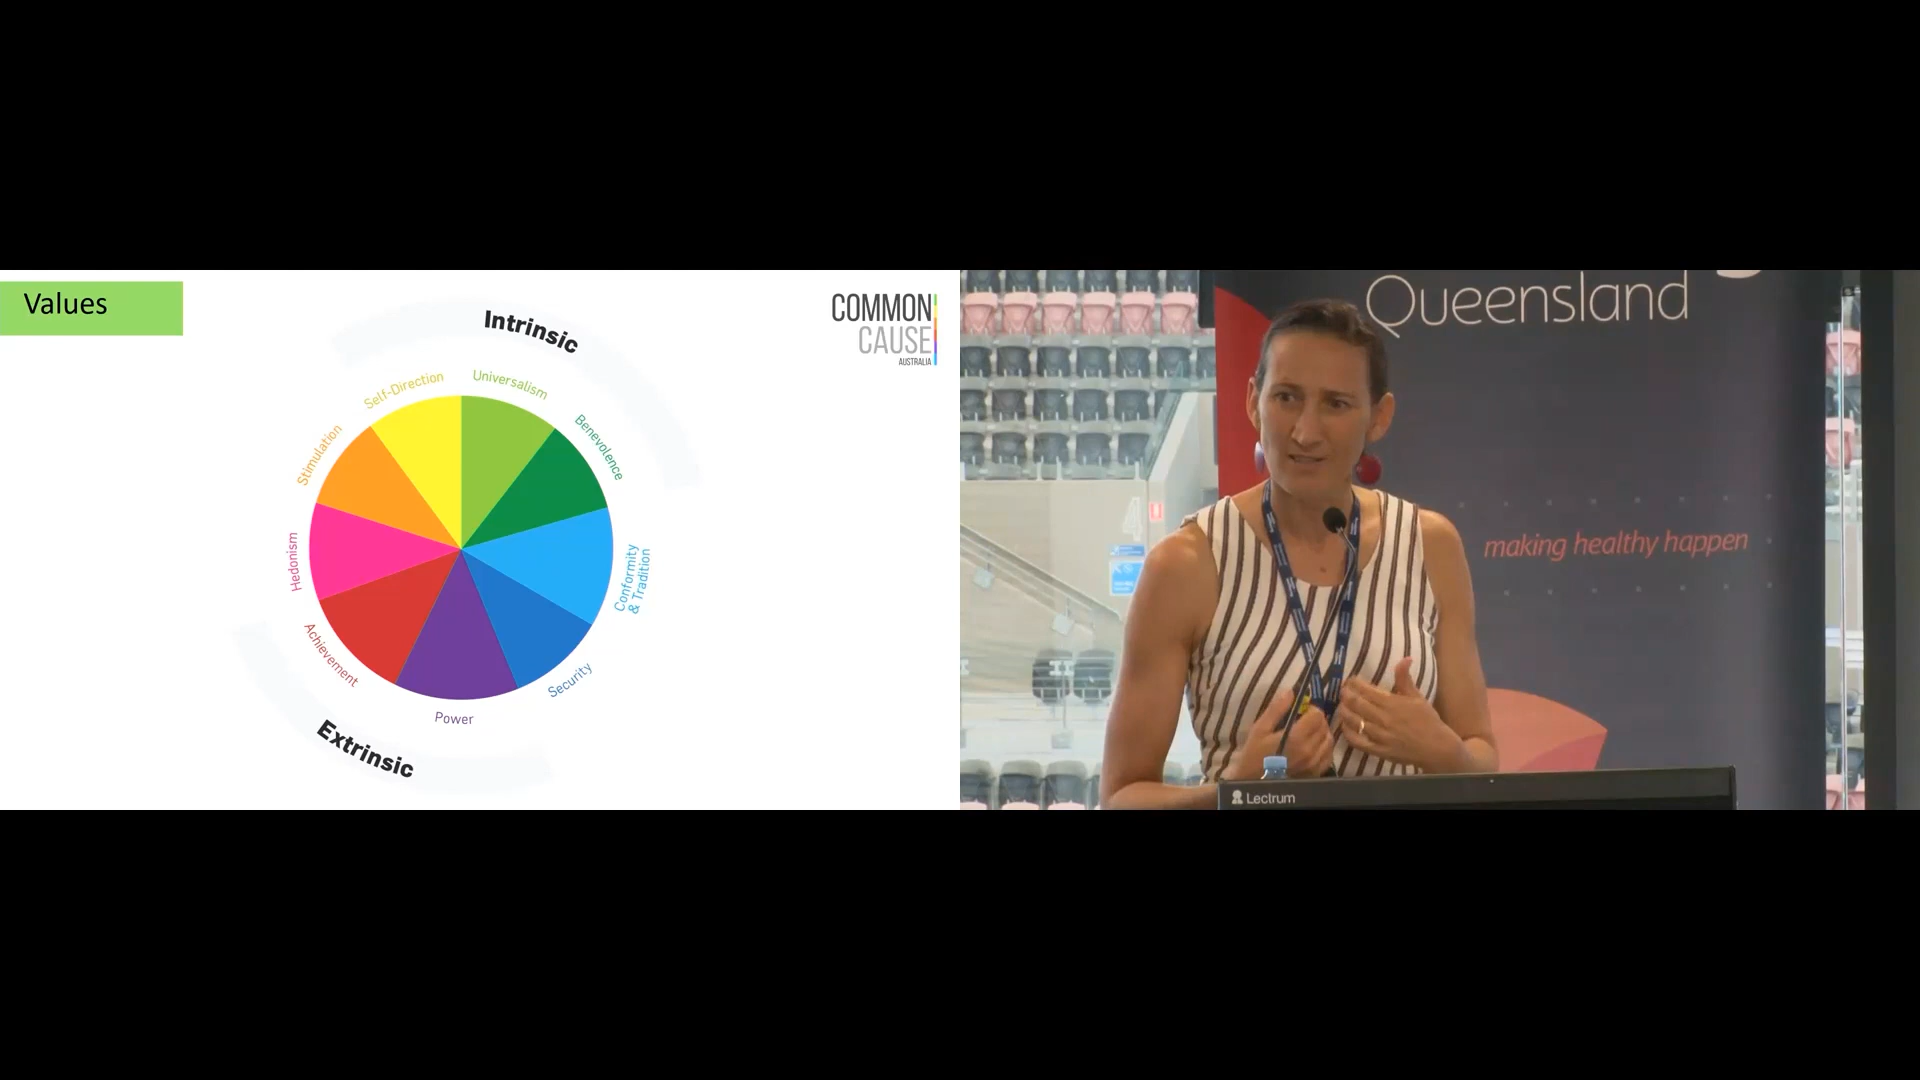 Values
COMMON
CAUSE
AUSTRALIA
Intrinsic
Universalism
Self-Direction
Benevolence
Stimulation
Conformity
& Tradition
Hedonism
Achievement
Security
Power
Extrinsic
Queensland
making healthy happen
4
Lectrum